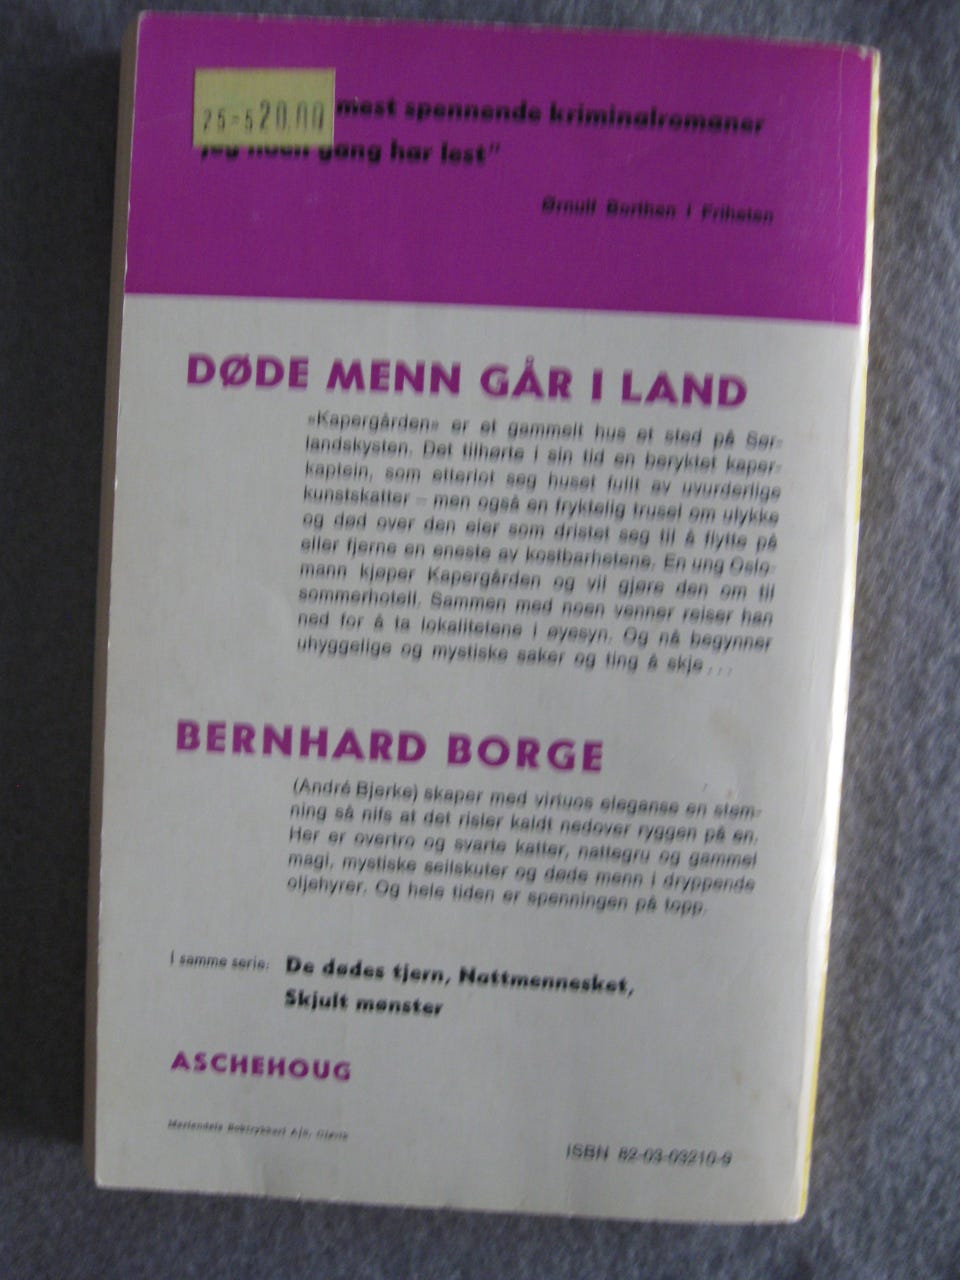 25-520.00
mest spennende kriminalromaner
jeg noen gang har lest"
Ørnulf Borthen i Friheten
DØDE MENN GÅR I LAND
»Kapergården» er et gammelt hus et sted på Sør-
landskysten. Det tilhørte i sin tid en beryktet kaper-
kaptein, som etterlot seg huset fullt av uvurderlige
kunstskatter – men også en fryktelig trusel om ulykke
og død over den eier som dristet seg til å flytte på
eller fjerne en eneste av kostbarhetene. En ung Oslo-
mann kjøper Kapergården og vil gjøre den om til
sommerhotell. Sammen med noen venner reiser han
ned for å ta lokalitetene i øyesyn. Og nå begynner
uhyggelige og mystiske saker og ting å skje...
BERNHARD BORGE
(André Bjerke) skaper med virtuos eleganse en stem-
ning så nifs at det risler kaldt nedover ryggen på en.
Her er overtro og svarte katter, nattegru og gammel
magi, mystiske seilskuter og døde menn i dryppende
oljehyrer. Og hele tiden er spenningen på topp.
I samme serie: De dødes tjern, Nattmennesket,
Skjult mønster
ASCHEHOUG
Mariendals Boktrykkeri A/S, Gjøvik
ISBN 82-03-03210-9